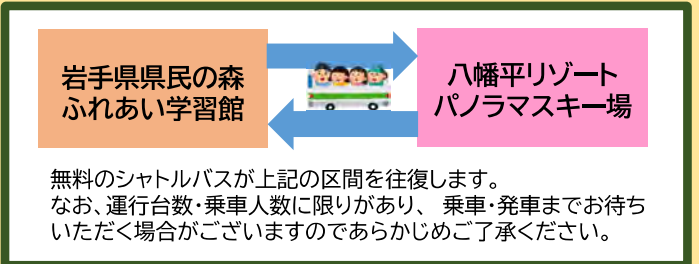 岩手県県民の森
ふれあい学習館
八幡平リゾート
パノラマスキー場
無料のシャトルバスが上記の区間を往復します。
なお、運行台数・乗車人数に限りがあり、 乗車・発車までお待ち
いただく場合がございますのであらかじめご了承ください。